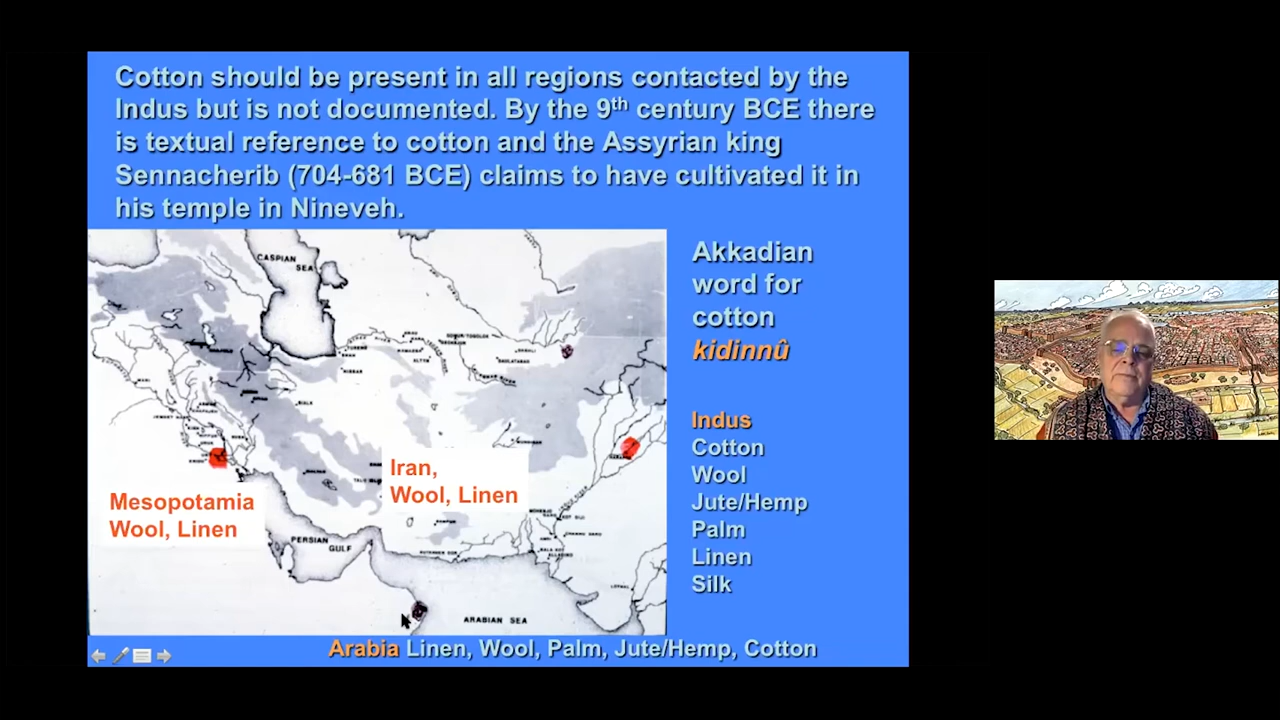 Cotton should be present in all regions contacted by the
Indus but is not documented. By the 9th century BCE there
is textual reference to cotton and the Assyrian king
Sennacherib (704-681 BCE) claims to have cultivated it in
his temple in Nineveh.
CASPIAN
SEA
Akkadian
word for
cotton
kidinnû
Iran,
Wool, Linen
Mesopotamia
Wool, Linen
PERSIAN
GULF
ARABIAN SEA
Indus
Cotton
Wool
Jute/Hemp
Palm
Linen
Silk
Arabia Linen, Wool, Palm, Jute/Hemp, Cotton